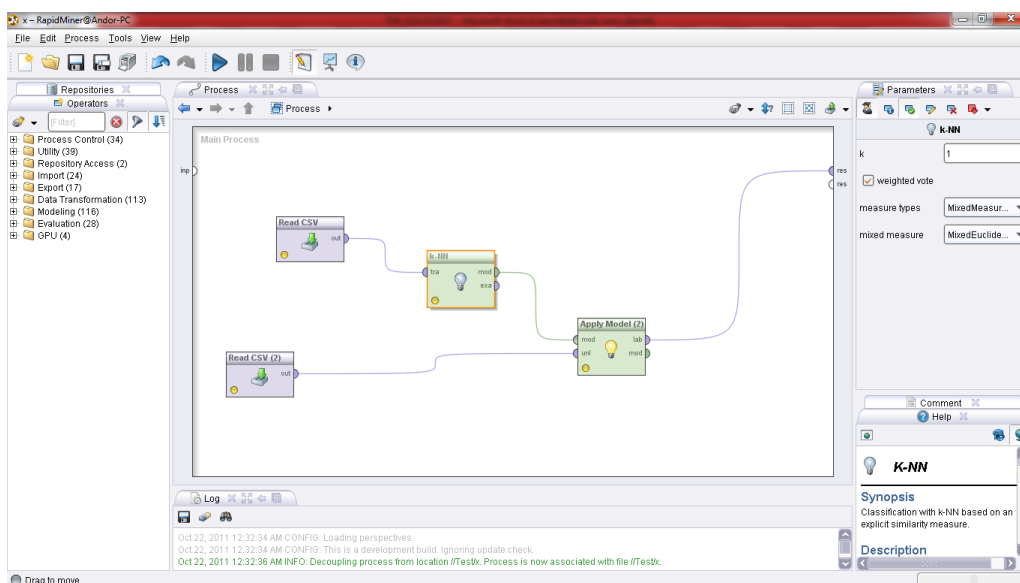 x – RapidMiner@Andor-PC
File Edit Process Tools View Help
Repositories
Operators
[Filter]
Process Control (34)
Utility (39)
Repository Access (2)
Import (24)
Export (17)
Data Transformation (113)
Modeling (116)
Evaluation (28)
GPU (4)
Process
Process
Main Process
inp
res
res
Read CSV
out
k-NN
tra
mod
exa
Apply Model (2)
mod
lab
unl
mod
Read CSV (2)
out
Parameters
k-NN
k
1
weighted vote
measure types
MixedMeasur...
mixed measure
MixedEuclide...
Comment
Help
K-NN
Synopsis
Classification with k-NN based on an
explicit similarity measure.
Description
Log
Oct 22, 2011 12:32:34 AM CONFIG: Loading perspectives.
Oct 22, 2011 12:32:34 AM CONFIG: This is a development build. Ignoring update check.
Oct 22, 2011 12:32:36 AM INFO: Decoupling process from location //Test/x. Process is now associated with file //Test/x.
Drag to move